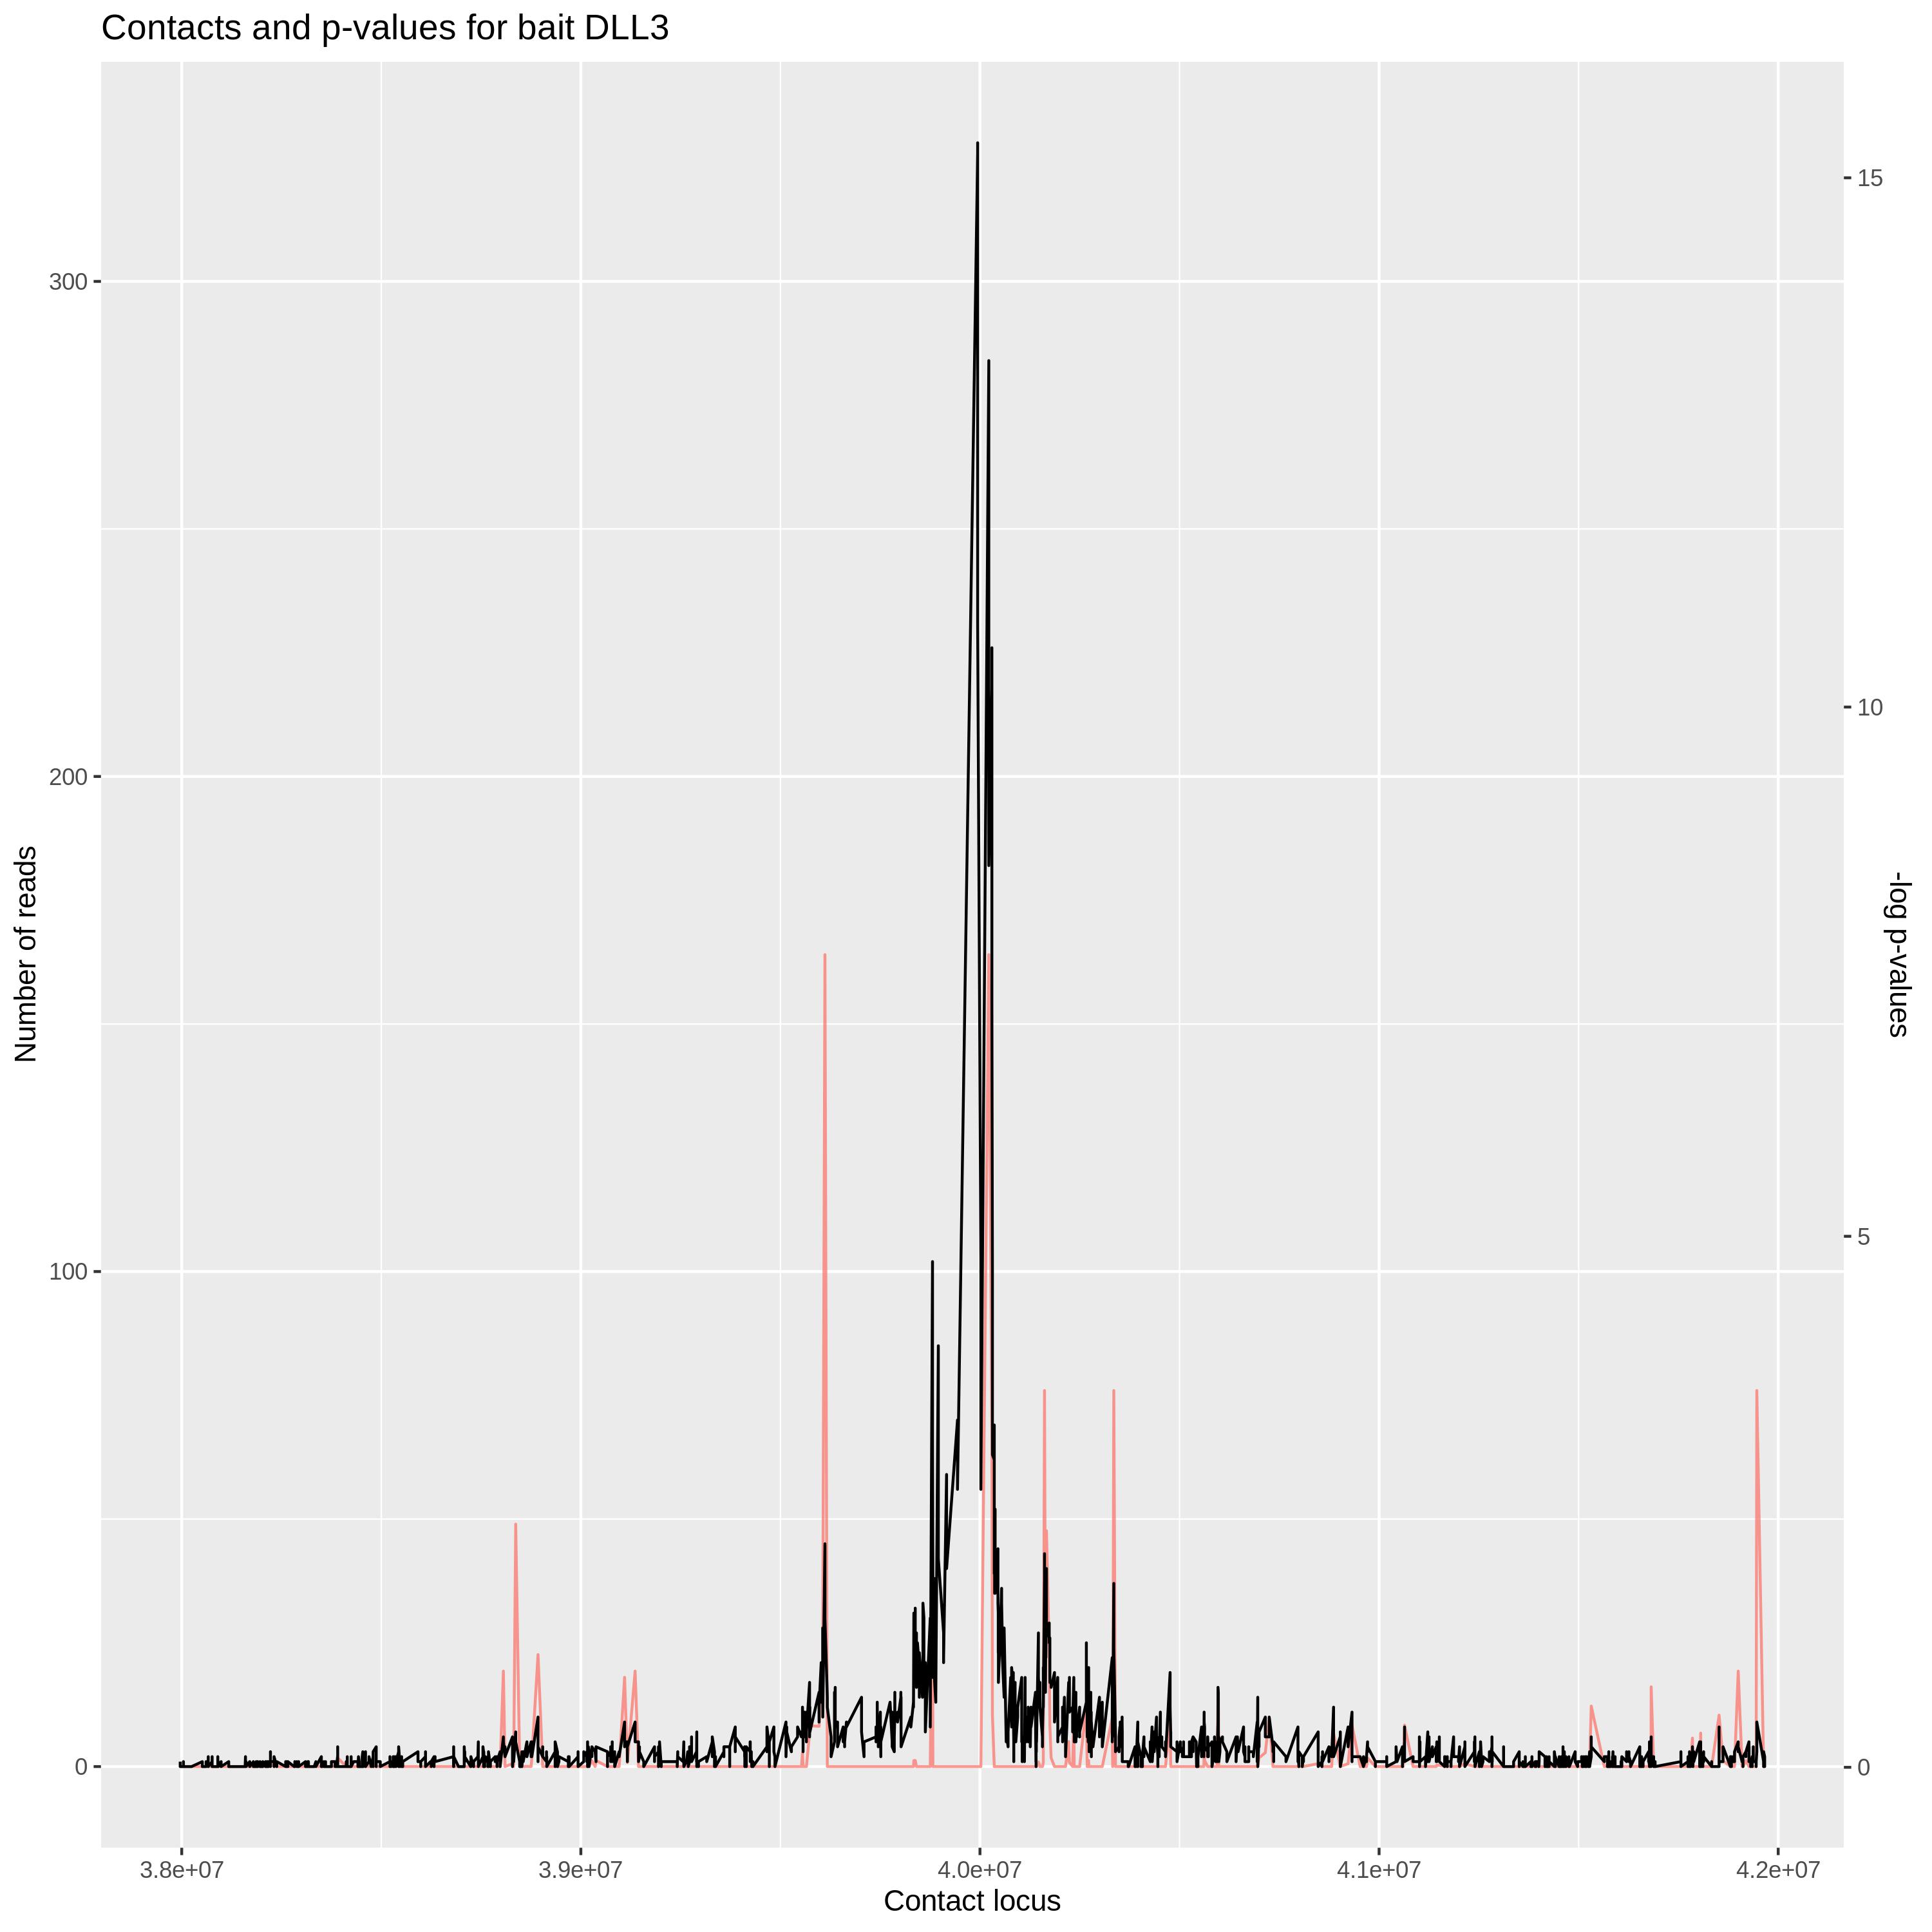 Contacts and p-values for bait DLL3
300
200
100
0
Number of reads
15
10
5
0
-log p-values
3.8e+07 3.9e+07 4.0e+07 4.1e+07 4.2e+07
Contact locus